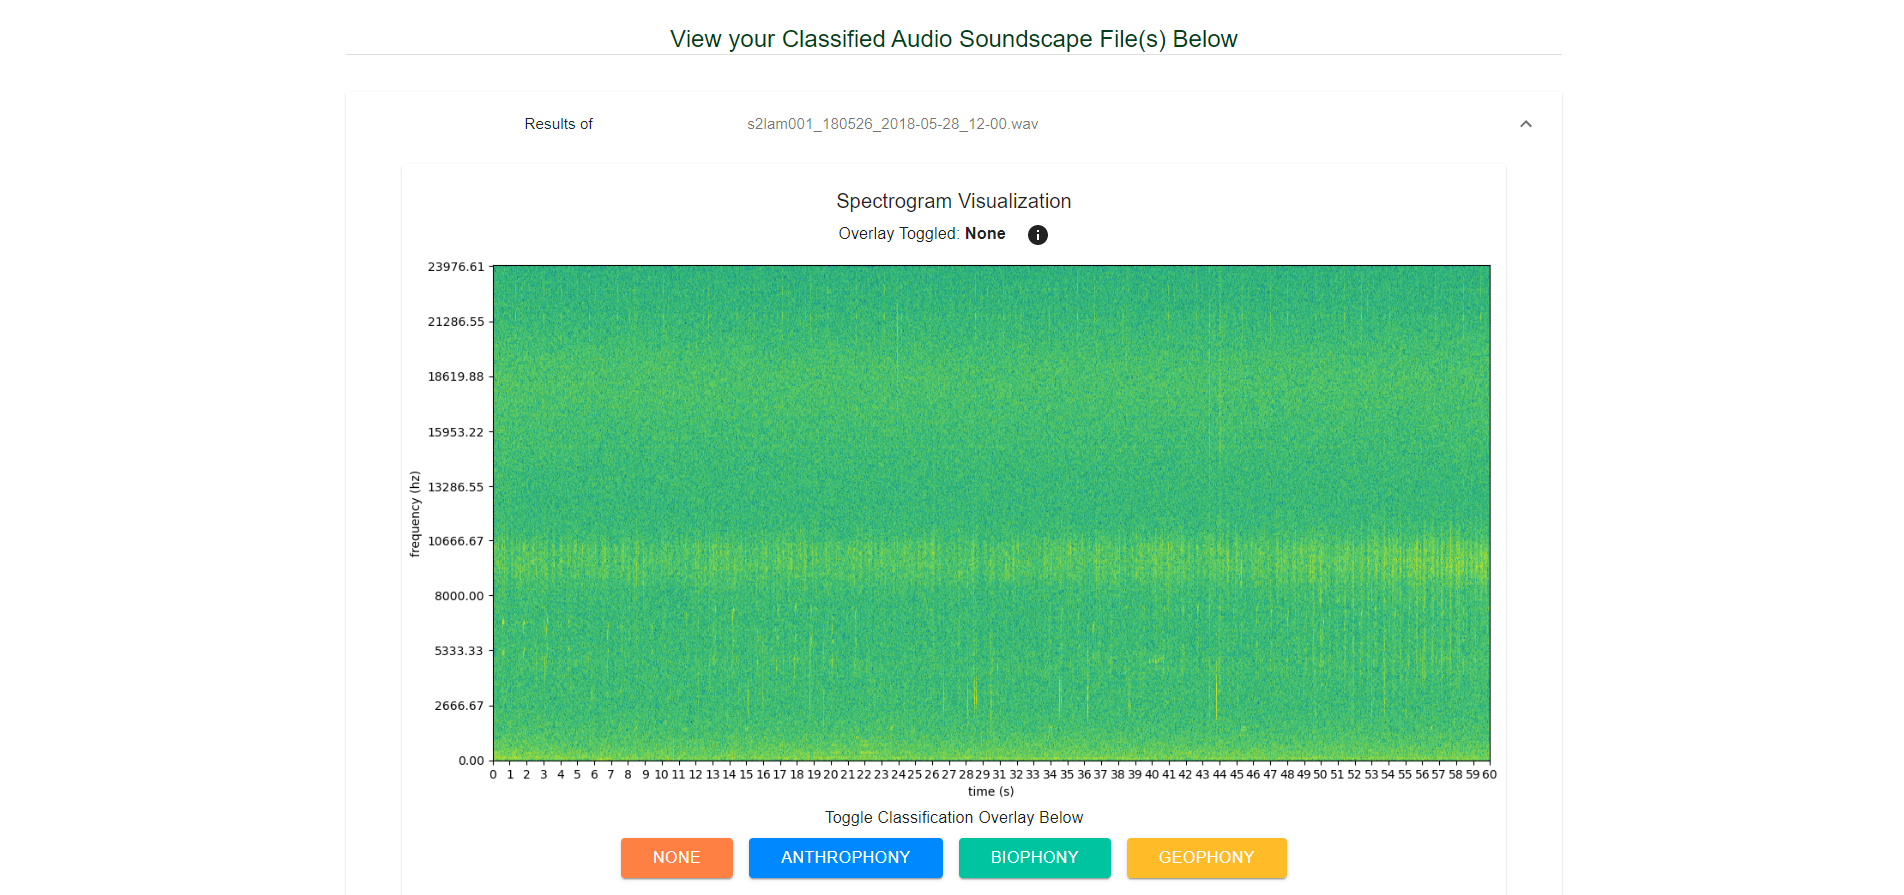 View your Classified Audio Soundscape File(s) Below
Results of s2lam001_180526_2018-05-28_12-00.wav
Spectrogram Visualization
Overlay Toggled: None
23976.61
21286.55
18619.88
15953.22
13286.55
10666.67
8000.00
5333.33
2666.67
0.00
frequency (hz)
0 1 2 3 4 5 6 7 8 9 10 11 12 13 14 15 16 17 18 19 20 21 22 23 24 25 26 27 28 29 31 32 33 34 35 36 37 38 39 40 41 42 43 44 45 46 47 48 49 50 51 52 53 54 55 56 57 58 59 60
time (s)
Toggle Classification Overlay Below
NONE ANTHROPHONY BIOPHONY GEOPHONY